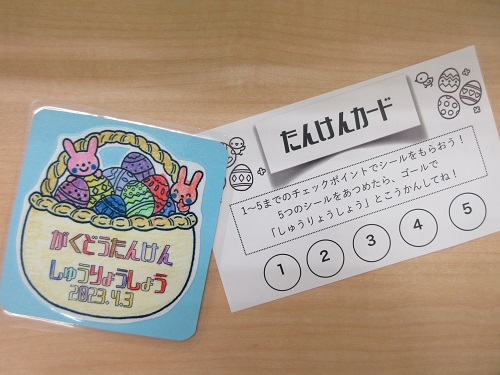 がくどうたんけん
しゅうりょうしょう
2023.4.3
たんけんカード
1～5までのチェックポイントでシールをもらおう！
5つのシールをあつめたら、ゴールで
「しゅうりょうしょう」とこうかんしてね！
1 2 3 4 5